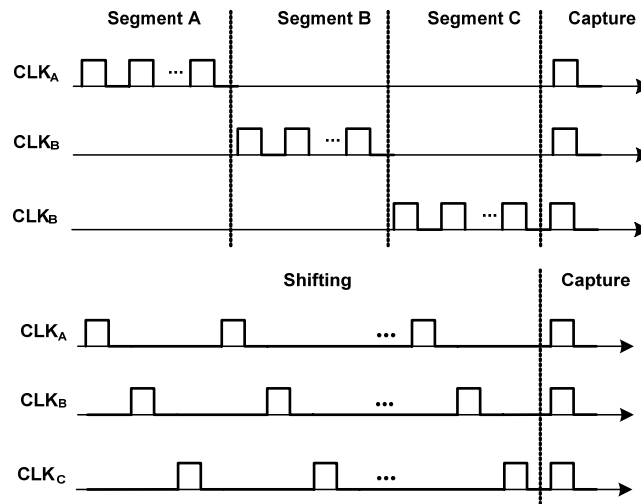 Segment A Segment B Segment C Capture
CLKA ...
CLKB ...
CLKB ...
Shifting Capture
CLKA ...
CLKB ...
CLKC ...